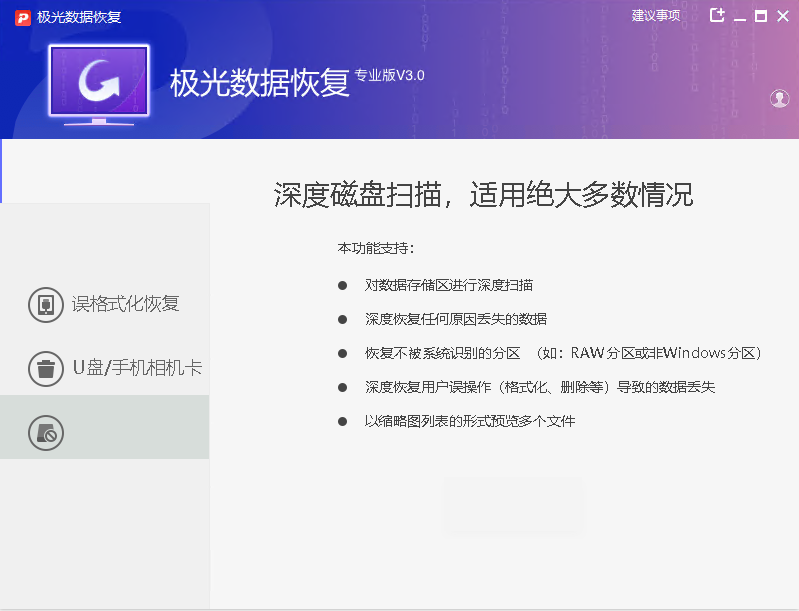 极光数据恢复
建议事项
极光数据恢复 专业版V3.0
深度磁盘扫描，适用绝大多数情况
本功能支持：
对数据存储区进行深度扫描
深度恢复任何原因丢失的数据
恢复不被系统识别的分区 （如：RAW分区或非Windows分区）
深度恢复用户误操作（格式化、删除等）导致的数据丢失
以缩略图列表的形式预览多个文件
误格式化恢复
U盘/手机相机卡